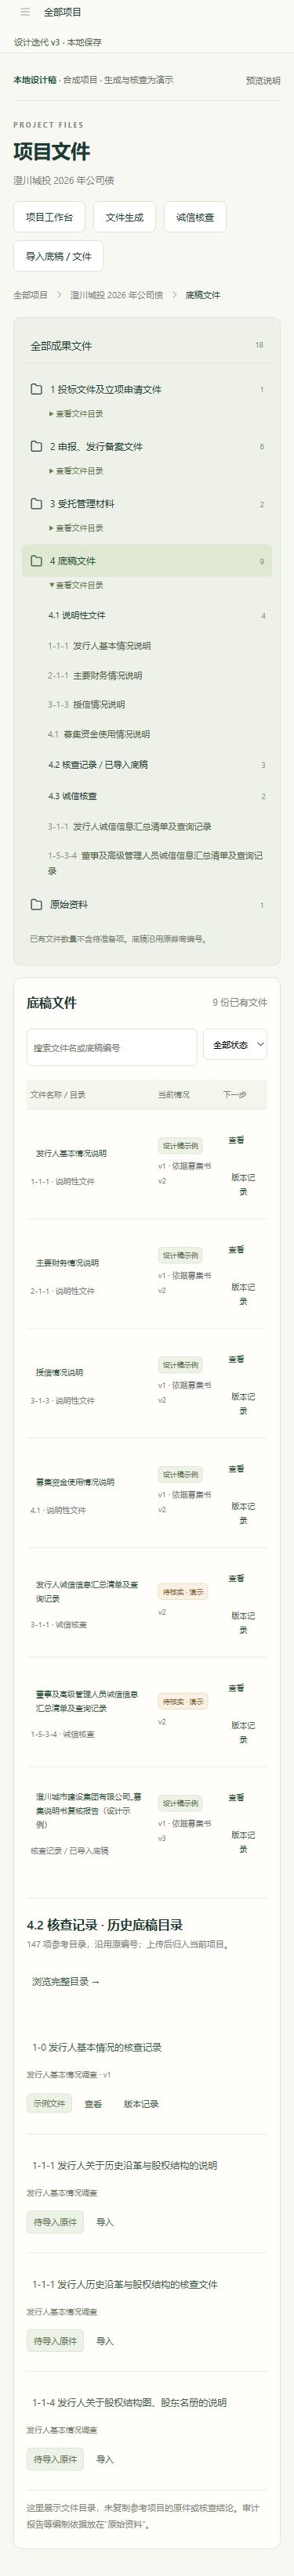 全部项目
设计迭代 v3 · 本地保存
本地设计稿 · 合成项目 · 生成与核查为演示
预览说明
PROJECT FILES
项目文件
澄川城投 2026 年公司债
项目工作台
文件生成
诚信核查
导入底稿 / 文件
全部项目 > 澄川城投 2026 年公司债 > 底稿文件
全部成果文件 18
1 投标文件及立项申请文件 1
▸ 查看文件目录
2 申报、发行备案文件 6
▸ 查看文件目录
3 受托管理材料 2
▸ 查看文件目录
4 底稿文件 9
▾ 查看文件目录
4.1 说明性文件 4
1-1-1 发行人基本情况说明
2-1-1 主要财务情况说明
3-1-3 授信情况说明
4.1 募集资金使用情况说明
4.2 核查记录 / 已导入底稿 3
4.3 诚信核查 2
3-1-1 发行人诚信信息汇总清单及查询记录
1-5-3-4 董事及高级管理人员诚信信息汇总清单及查询记
录
原始资料 1
已有文件数量不含待准备项。底稿沿用原券商编号。
底稿文件
9 份已有文件
搜索文件名或底稿编号
全部状态
文件名称 / 目录 当前情况 下一步
发行人基本情况说明
1-1-1 · 说明性文件
设计稿示例
v1 · 依据募集书
v2
查看
版本记
录
主要财务情况说明
2-1-1 · 说明性文件
设计稿示例
v1 · 依据募集书
v2
查看
版本记
录
授信情况说明
3-1-3 · 说明性文件
设计稿示例
v1 · 依据募集书
v2
查看
版本记
录
募集资金使用情况说明
4.1 · 说明性文件
设计稿示例
v1 · 依据募集书
v2
查看
版本记
录
发行人诚信信息汇总清单及查
询记录
3-1-1 · 诚信核查
待核实 · 演示
v2
查看
版本记
录
董事及高级管理人员诚信信息
汇总清单及查询记录
1-5-3-4 · 诚信核查
待核实 · 演示
v2
查看
版本记
录
澄川城市建设集团有限公司_募
集说明书复核报告（设计示
例）
核查记录 / 已导入底稿
设计稿示例
v1 · 依据募集书
v3
查看
版本记
录
4.2 核查记录 · 历史底稿目录
147 项参考目录，沿用原编号；上传后归入当前项目。
浏览完整目录 →
1-0 发行人基本情况的核查记录
发行人基本情况调查 · v1
示例文件 查看 版本记录
1-1-1 发行人关于历史沿革与股权结构的说明
发行人基本情况调查
待导入原件 导入
1-1-1 发行人历史沿革与股权结构的核查文件
发行人基本情况调查
待导入原件 导入
1-1-4 发行人关于股权结构图、股东名册的说明
发行人基本情况调查
待导入原件 导入
这里展示文件目录，未复制参考项目的原件或核查结论。审计
报告等编制依据放在“原始资料”。